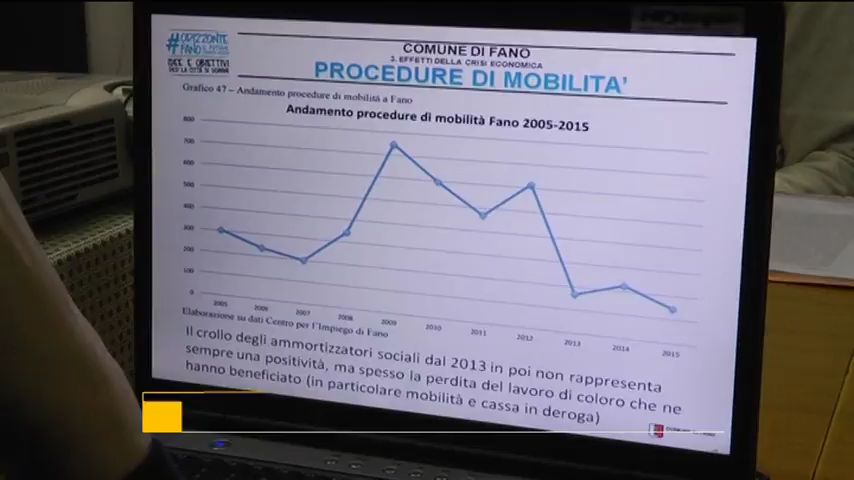 #ORIZZONTE
FANO
IDEE E OBIETTIVI
PER LA CITTÀ DI DOMANI
COMUNE DI FANO
3. EFFETTI DELLA CRISI ECONOMICA
PROCEDURE DI MOBILITA'
Grafico 47 – Andamento procedure di mobilità a Fano
Andamento procedure di mobilità Fano 2005-2015
800
700
600
500
400
300
200
100
0
2005 2006 2007 2008 2009 2010 2011 2012 2013 2014 2015
Elaborazione su dati Centro per l'Impiego di Fano
Il crollo degli ammortizzatori sociali dal 2013 in poi non rappresenta
sempre una positività, ma spesso la perdita del lavoro di coloro che ne
hanno beneficiato (in particolare mobilità e cassa in deroga)